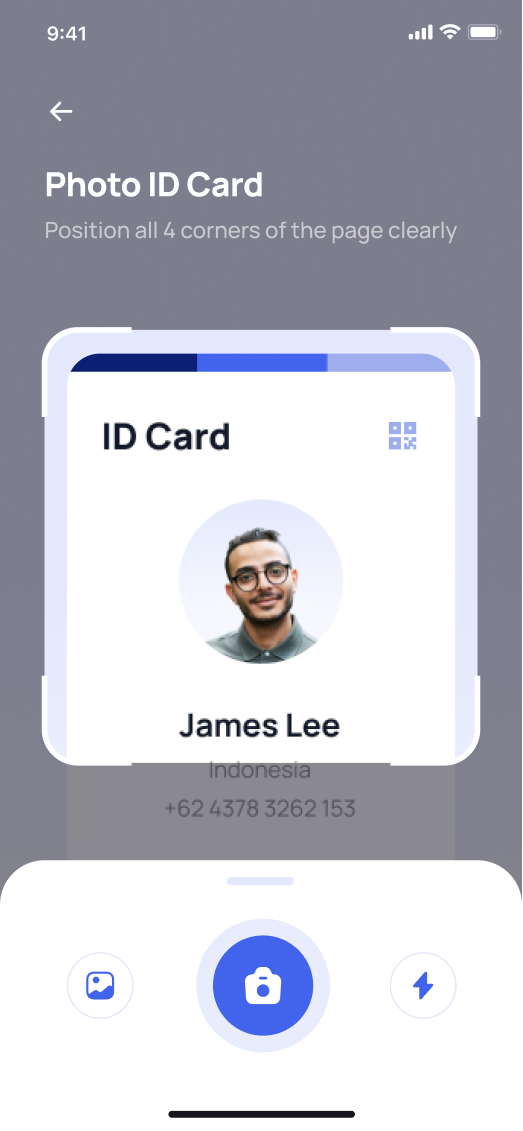 9:41
Photo ID Card
Position all 4 corners of the page clearly
ID Card
James Lee
Indonesia
+62 4378 3262 153